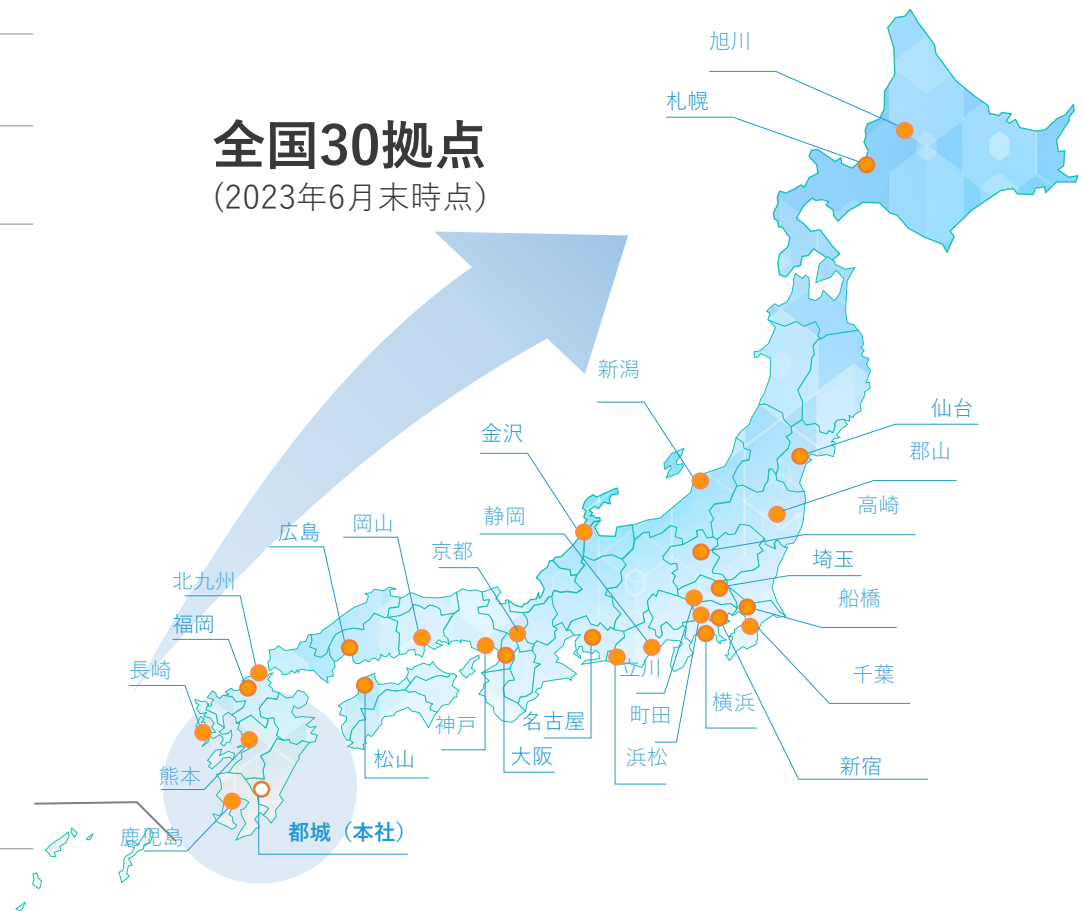 旭川
札幌
全国30拠点
(2023年6月末時点)
新潟
仙台
金沢
郡山
高崎
静岡
岡山
広島
京都
埼玉
北九州
船橋
福岡
長崎
立川
千葉
横浜
町田
名古屋
神戸
大阪
浜松
松山
新宿
熊本
都城（本社）
鹿児島